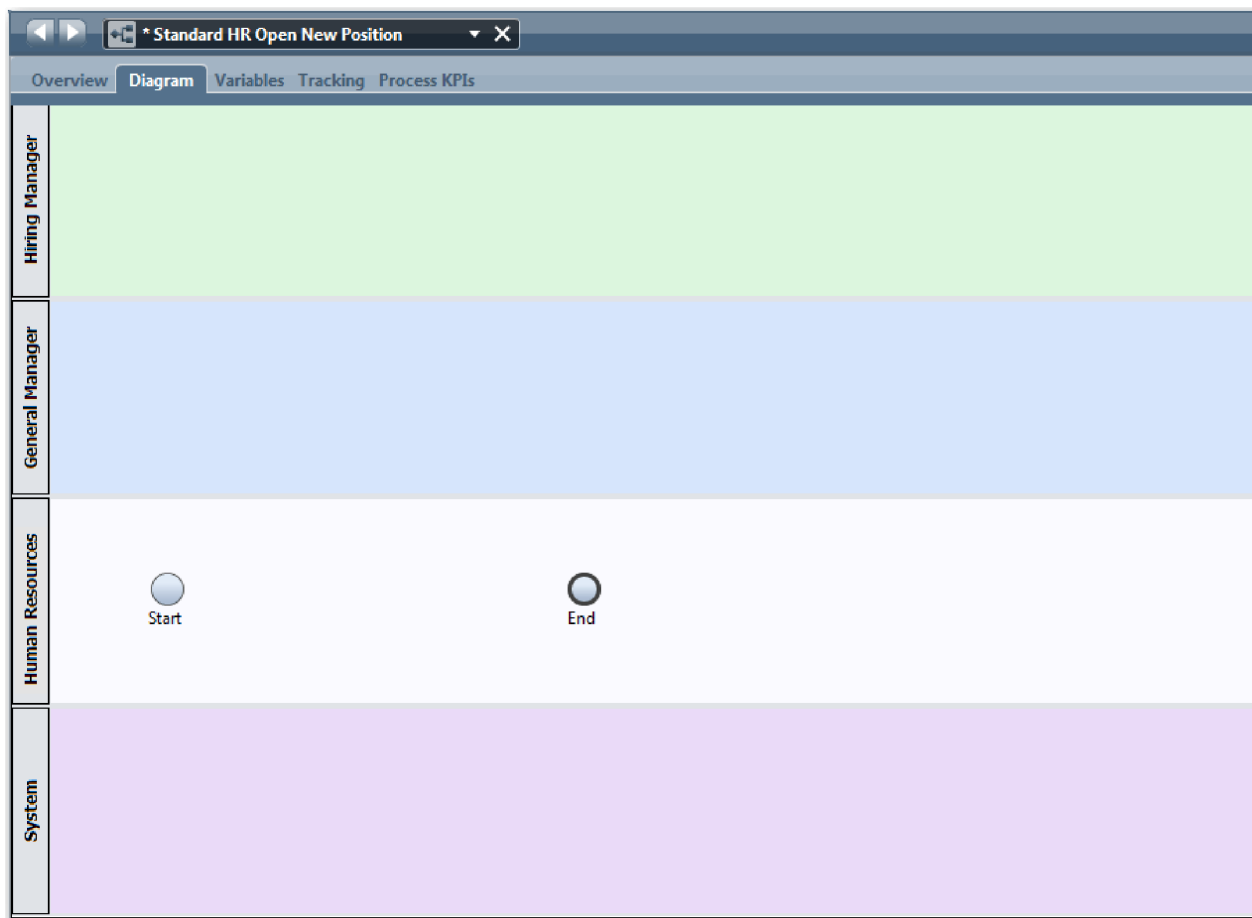 * Standard HR Open New Position
Overview Diagram Variables Tracking Process KPIs
Hiring Manager
General Manager
Human Resources
Start
End
System